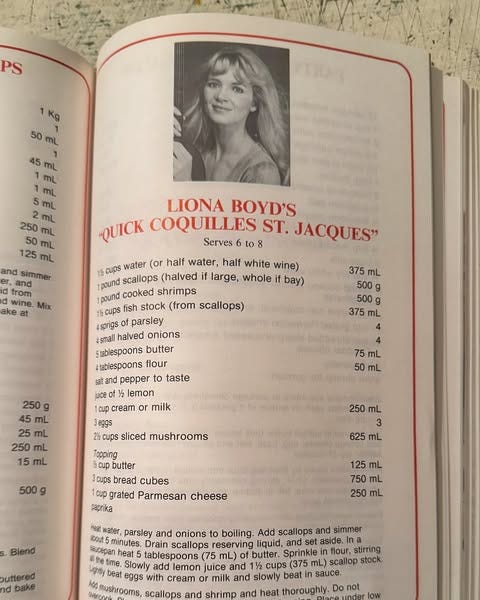 PS
1 Kg
1
50 mL
1
45 mL
1 mL
1 mL
5 mL
2 mL
250 mL
50 mL
125 mL
and simmer
er, and
id from
nd wine. Mix
ake at
250 g
45 mL
25 mL
250 mL
15 mL
500 g
s. Blend
outtered
nd bake
LIONA BOYD'S
"QUICK COQUILLES ST. JACQUES"
Serves 6 to 8
1½ cups water (or half water, half white wine) 375 mL
1 pound scallops (halved if large, whole if bay) 500 g
1 pound cooked shrimps 500 g
1½ cups fish stock (from scallops) 375 mL
4 sprigs of parsley 4
4 small halved onions 4
5 tablespoons butter 75 mL
4 tablespoons flour 50 mL
salt and pepper to taste
juice of ½ lemon
1 cup cream or milk 250 mL
3 eggs 3
2½ cups sliced mushrooms 625 mL
Topping
½ cup butter 125 mL
3 cups bread cubes 750 mL
1 cup grated Parmesan cheese 250 mL
paprika
Heat water, parsley and onions to boiling. Add scallops and simmer
about 5 minutes. Drain scallops reserving liquid, and set aside. In a
saucepan heat 5 tablespoons (75 mL) of butter. Sprinkle in flour, stirring
all the time. Slowly add lemon juice and 1½ cups (375 mL) scallop stock.
Lightly beat eggs with cream or milk and slowly beat in sauce.
Add mushrooms, scallops and shrimp and heat thoroughly. Do not
Place under low